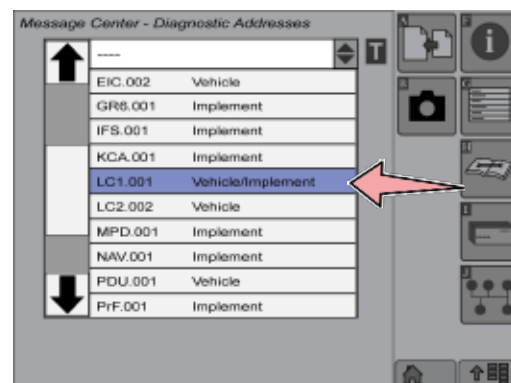 Message Center - Diagnostic Addresses
----
T
EIC.002 Vehicle
GR6.001 Implement
IFS.001 Implement
KCA.001 Implement
LC1.001 Vehicle/Implement
LC2.002 Vehicle
MPD.001 Implement
NAV.001 Implement
PDU.001 Vehicle
PrF.001 Implement